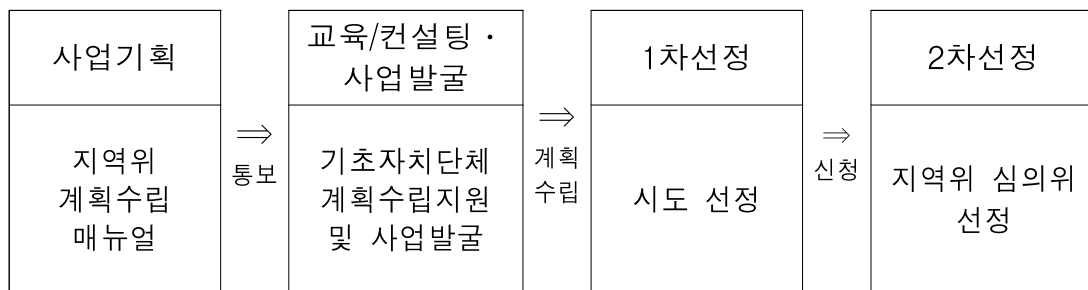 사업기획
지역위
계획수립
매뉴얼
⇒
통보
교육/컨설팅·
사업발굴
기초자치단체
계획수립지원
및 사업발굴
⇒
계획
수립
1차선정
시도 선정
⇒
신청
2차선정
지역위 심의위
선정